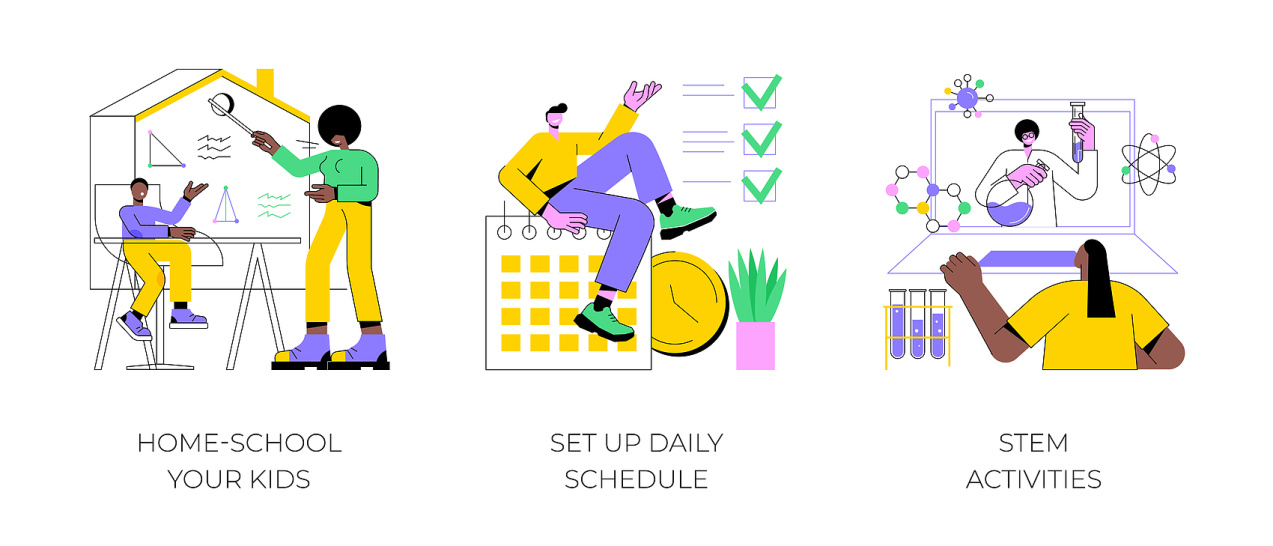 HOME-SCHOOL
YOUR KIDS
SET UP DAILY
SCHEDULE
STEM
ACTIVITIES